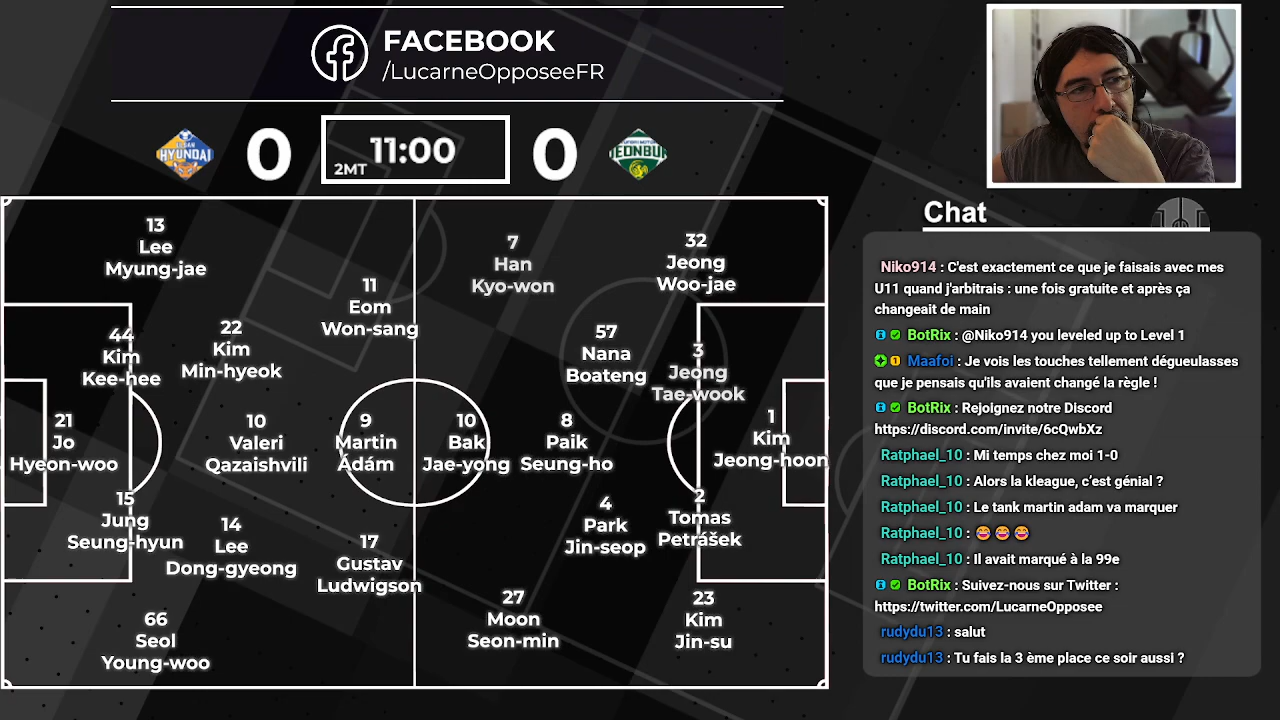 FACEBOOK
/LucarneOpposeeFR
HYUNDAI
0
11:00
2MT
0
13
Lee
Myung-jae
44
Kim
Kee-hee
22
Kim
Min-hyeok
11
Eom
Won-sang
21
Jo
Hyeon-woo
10
Valeri
Qazaishvili
9
Martin
Ádám
15
Jung
Seung-hyun
14
Lee
Dong-gyeong
17
Gustav
Ludwigson
66
Seol
Young-woo
7
Han
Kyo-won
32
Jeong
Woo-jae
57
Nana
Boateng
3
Jeong
Tae-wook
10
Bak
Jae-yong
8
Paik
Seung-ho
1
Kim
Jeong-hoon
4
Park
Jin-seop
2
Tomas
Petrášek
27
Moon
Seon-min
23
Kim
Jin-su
Chat
Niko914 : C'est exactement ce que je faisais avec mes
U11 quand j'arbitrais : une fois gratuite et après ça
changeait de main
BotRix : @Niko914 you leveled up to Level 1
1 Maafoi : Je vois les touches tellement dégueulasses
que je pensais qu'ils avaient changé la règle !
BotRix : Rejoignez notre Discord
https://discord.com/invite/6cQwbXz
Ratphael_10 : Mi temps chez moi 1-0
Ratphael_10 : Alors la kleague, c’est génial ?
Ratphael_10 : Le tank martin adam va marquer
Ratphael_10 : 😂 😂 😂
Ratphael_10 : Il avait marqué à la 99e
BotRix : Suivez-nous sur Twitter :
https://twitter.com/LucarneOpposee
rudydu13 : salut
rudydu13 : Tu fais la 3 ème place ce soir aussi ?